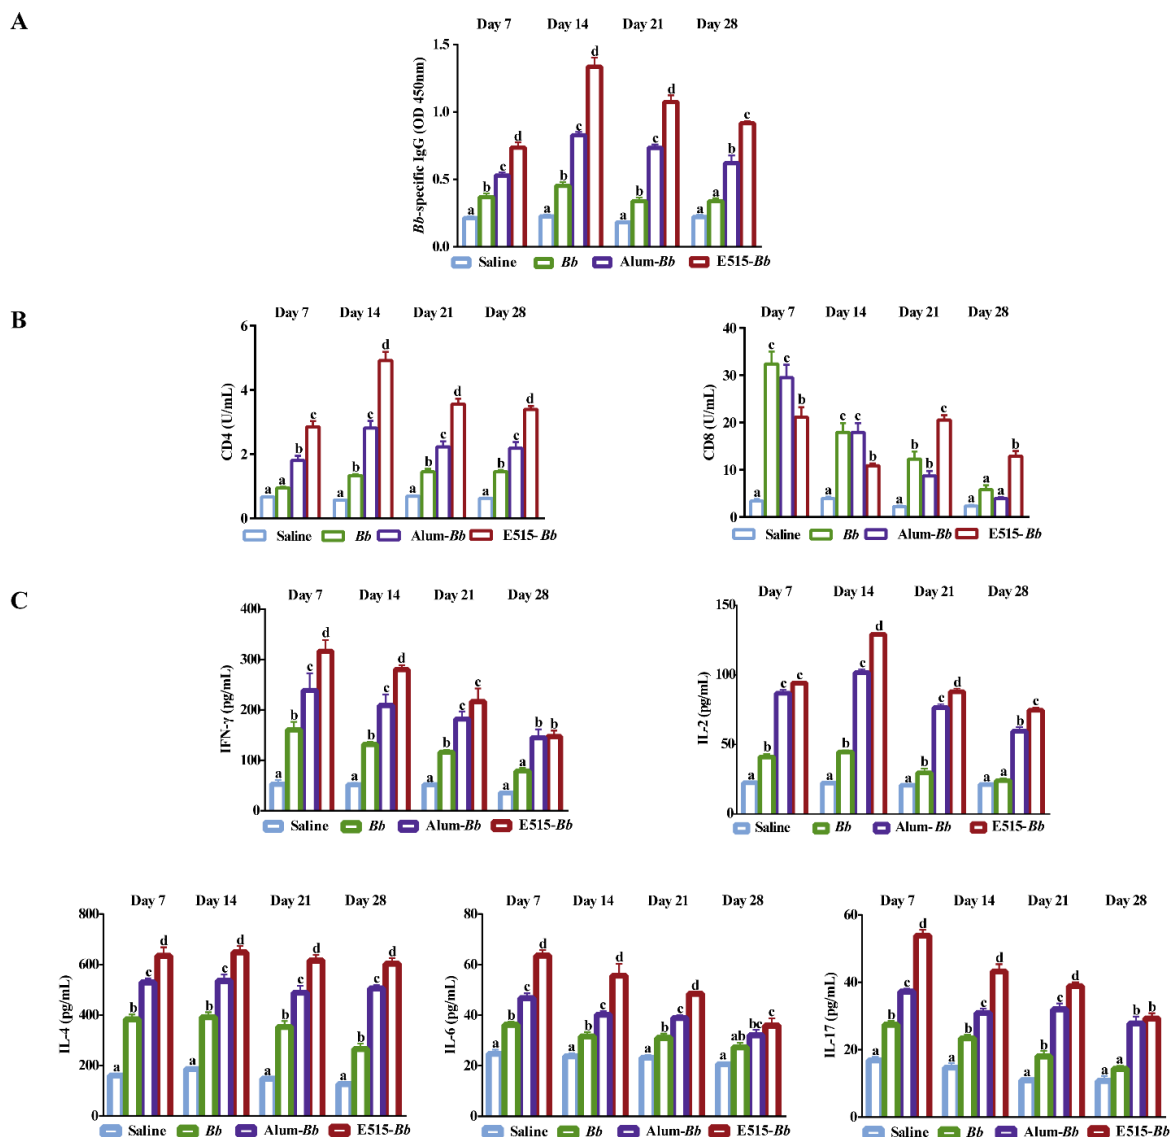 A
Day 7 Day 14 Day 21 Day 28
Bb-specific IgG (OD 450nm)
1.5
1.0
0.5
0.0
a b c d a b c d a b c d a a b c
Saline Bb Alum-Bb E515-Bb
B
Day 7 Day 14 Day 21 Day 28
CD4 (U/mL)
6
4
2
0
a a b c a b c d a b c d a b c d
Saline Bb Alum-Bb E515-Bb
Day 7 Day 14 Day 21 Day 28
CD8 (U/mL)
40
30
20
10
0
a c c b a c c b a b b c a a a b
Saline Bb Alum-Bb E515-Bb
C
Day 7 Day 14 Day 21 Day 28
IFN-γ (pg/mL)
400
300
200
100
0
a b c d a b c d a b c c a a b b
Saline Bb Alum-Bb E515-Bb
Day 7 Day 14 Day 21 Day 28
IL-2 (pg/mL)
150
100
50
0
a b c c a b c d a b c d a a b c
Saline Bb Alum-Bb E515-Bb
Day 7 Day 14 Day 21 Day 28
IL-4 (pg/mL)
800
600
400
200
0
a b c d a b c d a b c d a b c d
Saline Bb Alum-Bb E515-Bb
Day 7 Day 14 Day 21 Day 28
IL-6 (pg/mL)
80
60
40
20
0
a b c d a b c d a b c d a ab bc c
Saline Bb Alum-Bb E515-Bb
Day 7 Day 14 Day 21 Day 28
IL-17 (pg/mL)
60
40
20
0
a b c d a b c d a b c d a a b b
Saline Bb Alum-Bb E515-Bb